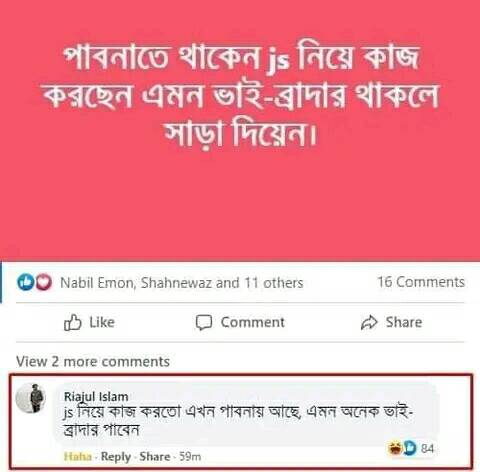 পাবনাতে থাকেন js নিয়ে কাজ
করছেন এমন ভাই-ব্রাদার থাকলে
সাড়া দিয়েন।
Nabil Emon, Shahnewaz and 11 others 16 Comments
Like Comment Share
View 2 more comments
Riajul Islam
js নিয়ে কাজ করতো এখন পাবনায় আছে, এমন অনেক ভাই-
ব্রাদার পাবেন
84
Haha · Reply · Share · 59m